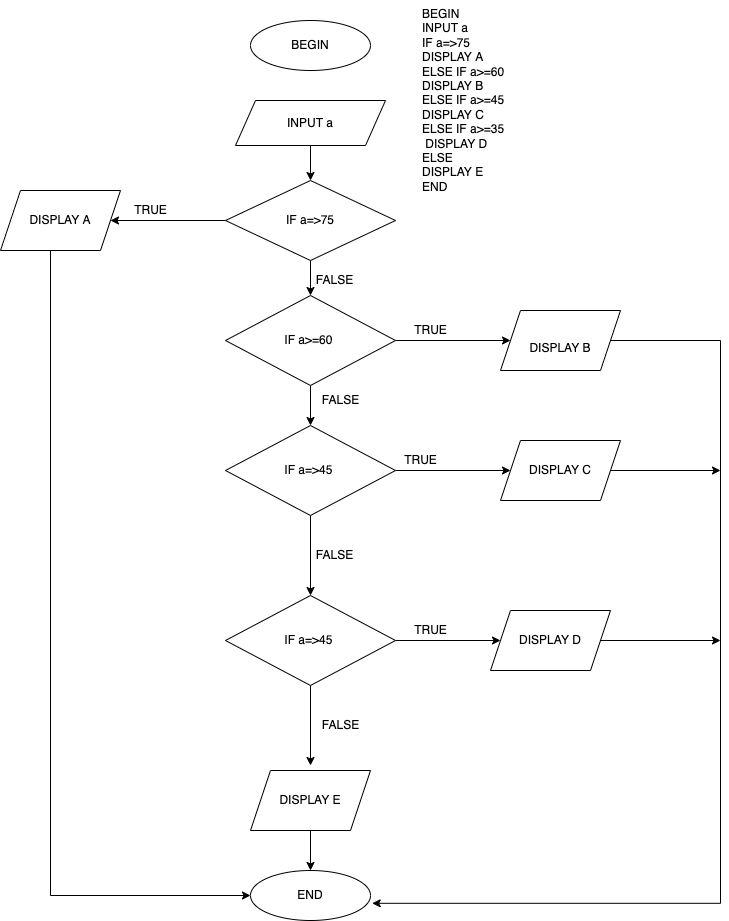 BEGIN
INPUT a
IF a=>75
DISPLAY A
ELSE IF a>=60
DISPLAY B
ELSE IF a>=45
DISPLAY C
ELSE IF a>=35
DISPLAY D
ELSE
DISPLAY E
END
BEGIN
INPUT a
IF a=>75
TRUE
DISPLAY A
FALSE
IF a>=60
TRUE
DISPLAY B
FALSE
IF a=>45
TRUE
DISPLAY C
FALSE
IF a=>45
TRUE
DISPLAY D
FALSE
DISPLAY E
END